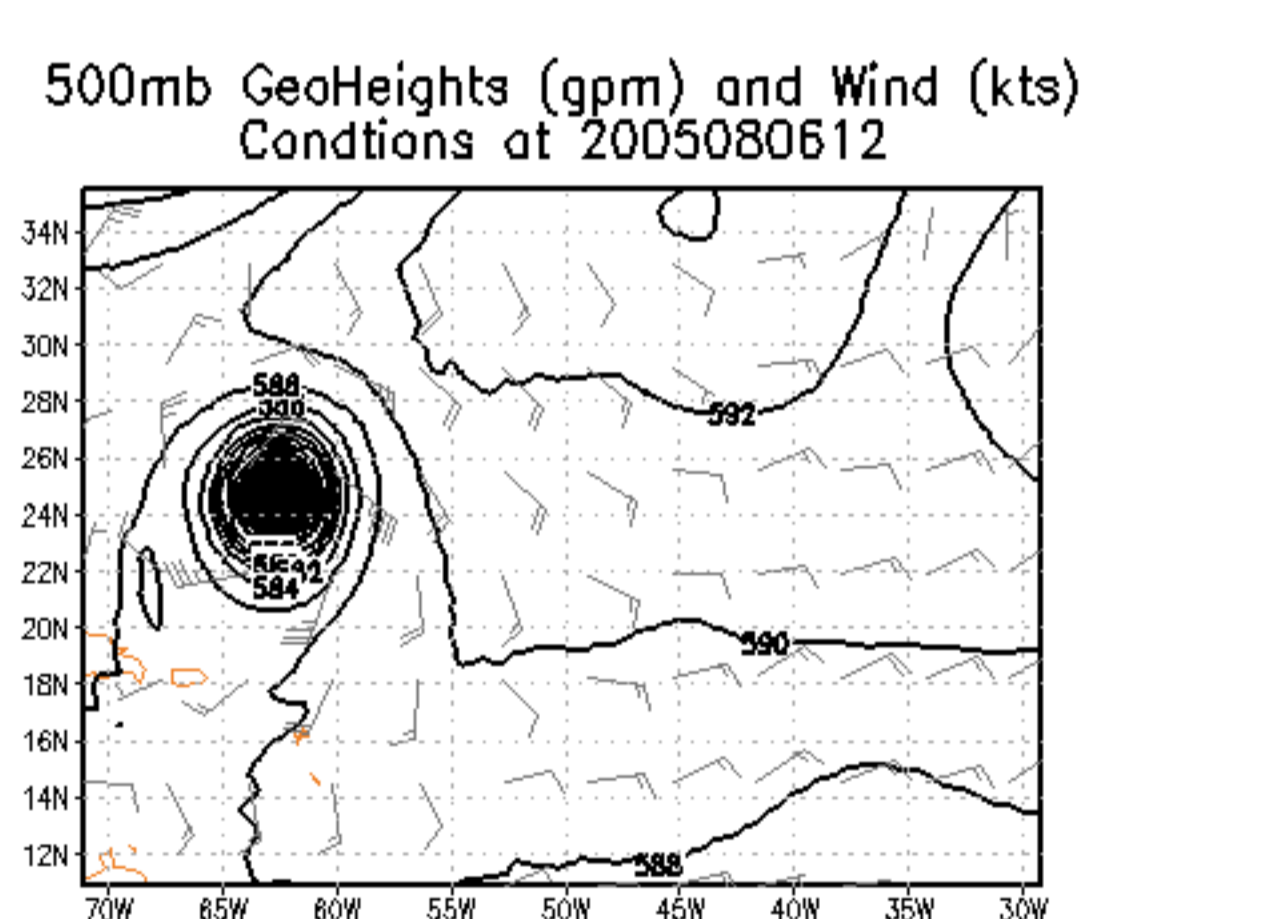 500mb GeoHeights (gpm) and Wind (kts)
Condtions at 2005080612
34N
32N
30N
588
28N
592
26N
24N
22N
584
20N
590
18N
16N
14N
12N
588
70W 65W 60W 55W 50W 45W 40W 35W 30W